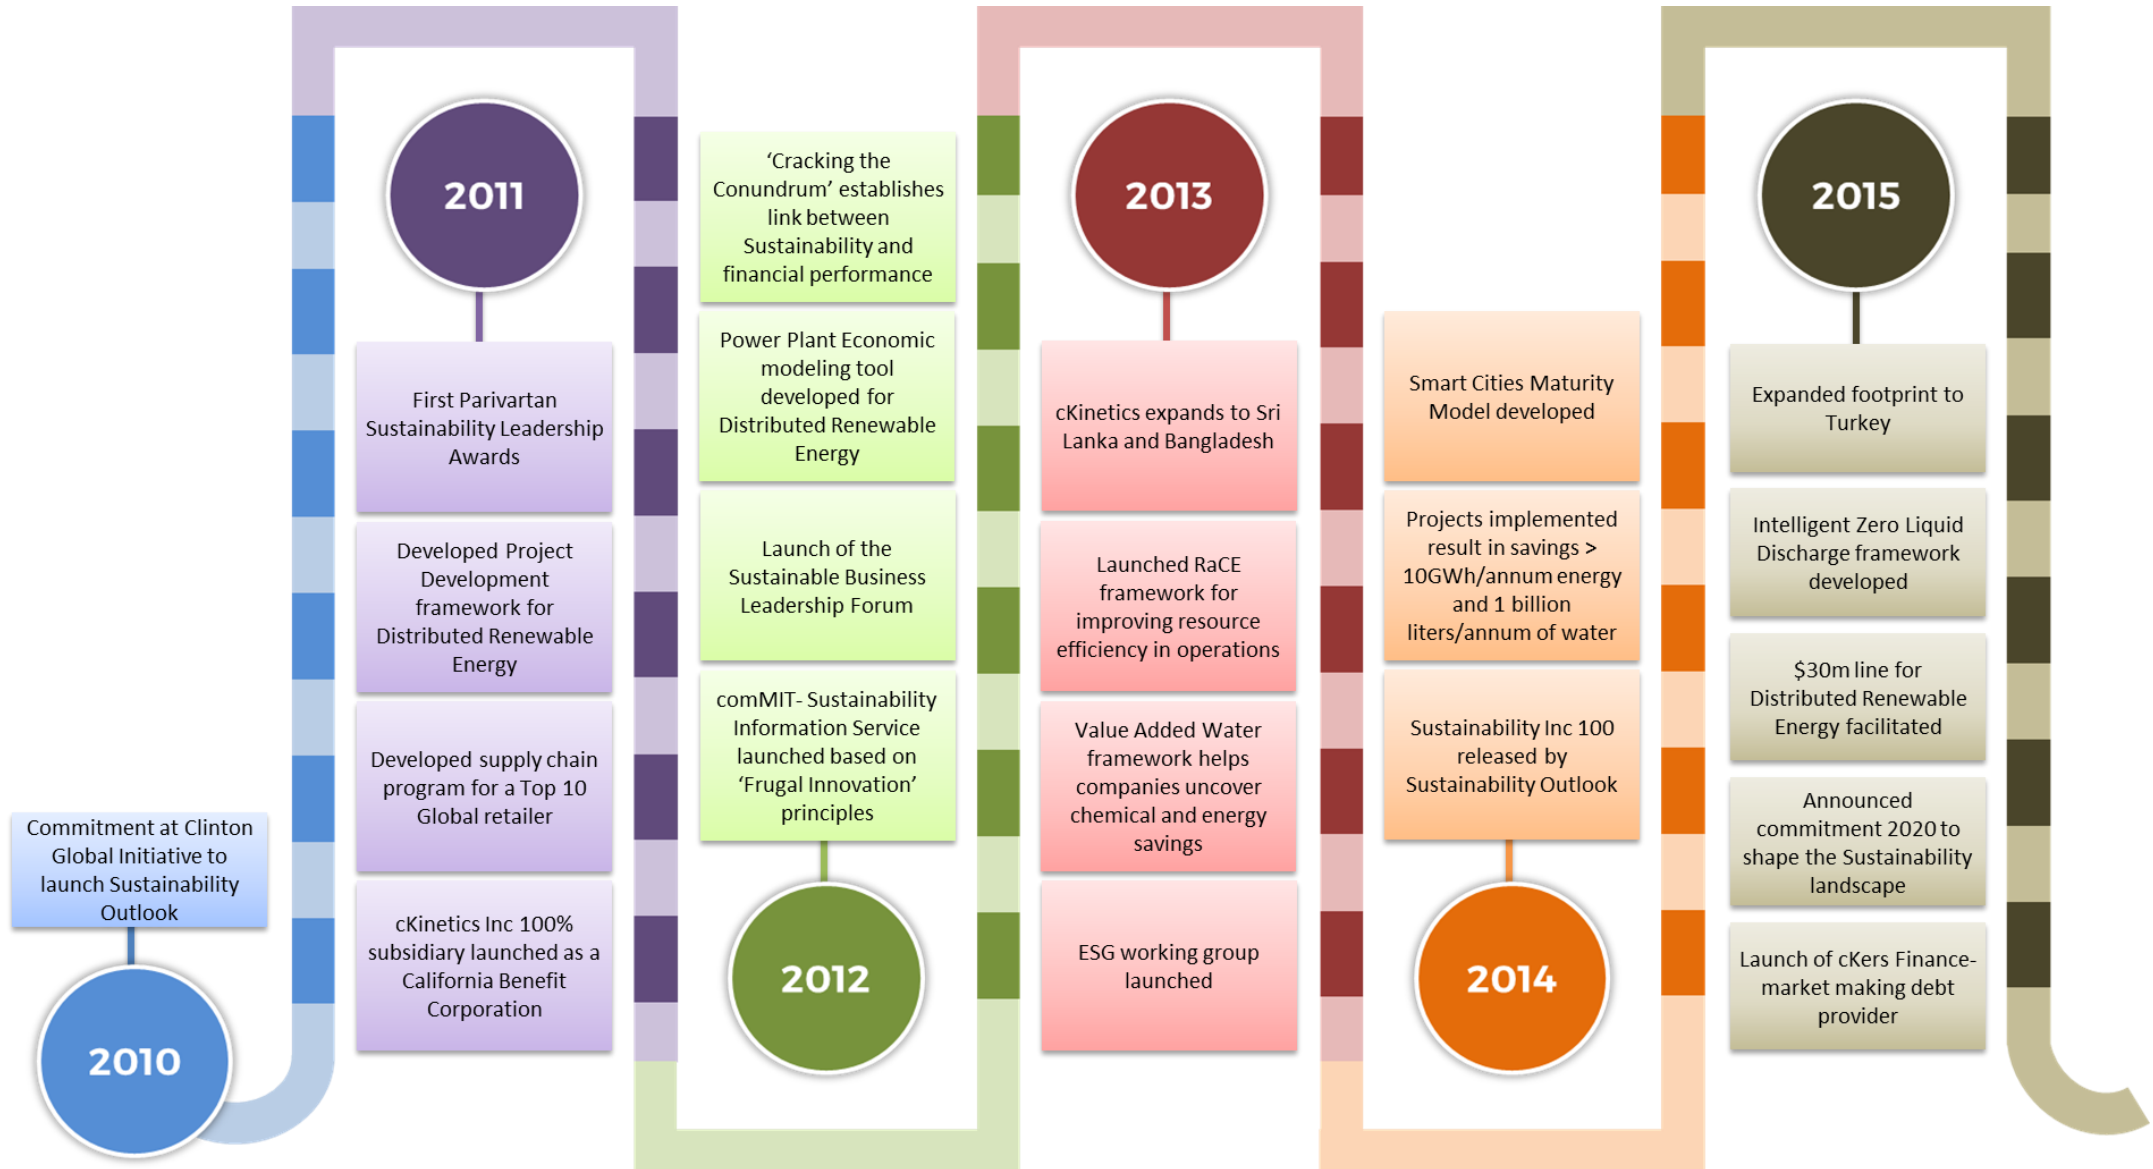 Commitment at Clinton
Global Initiative to
launch Sustainability
Outlook
2010
2011
First Parivartan
Sustainability Leadership
Awards
Developed Project
Development
framework for
Distributed Renewable
Energy
Developed supply chain
program for a Top 10
Global retailer
cKinetics Inc 100%
subsidiary launched as a
California Benefit
Corporation
‘Cracking the
Conundrum’ establishes
link between
Sustainability and
financial performance
Power Plant Economic
modeling tool
developed for
Distributed Renewable
Energy
Launch of the
Sustainable Business
Leadership Forum
comMIT- Sustainability
Information Service
launched based on
‘Frugal Innovation’
principles
2012
2013
cKinetics expands to Sri
Lanka and Bangladesh
Launched RaCE
framework for
improving resource
efficiency in operations
Value Added Water
framework helps
companies uncover
chemical and energy
savings
ESG working group
launched
Smart Cities Maturity
Model developed
Projects implemented
result in savings >
10GWh/annum energy
and 1 billion
liters/annum of water
Sustainability Inc 100
released by
Sustainability Outlook
2014
2015
Expanded footprint to
Turkey
Intelligent Zero Liquid
Discharge framework
developed
$30m line for
Distributed Renewable
Energy facilitated
Announced
commitment 2020 to
shape the Sustainability
landscape
Launch of cKers Finance-
market making debt
provider